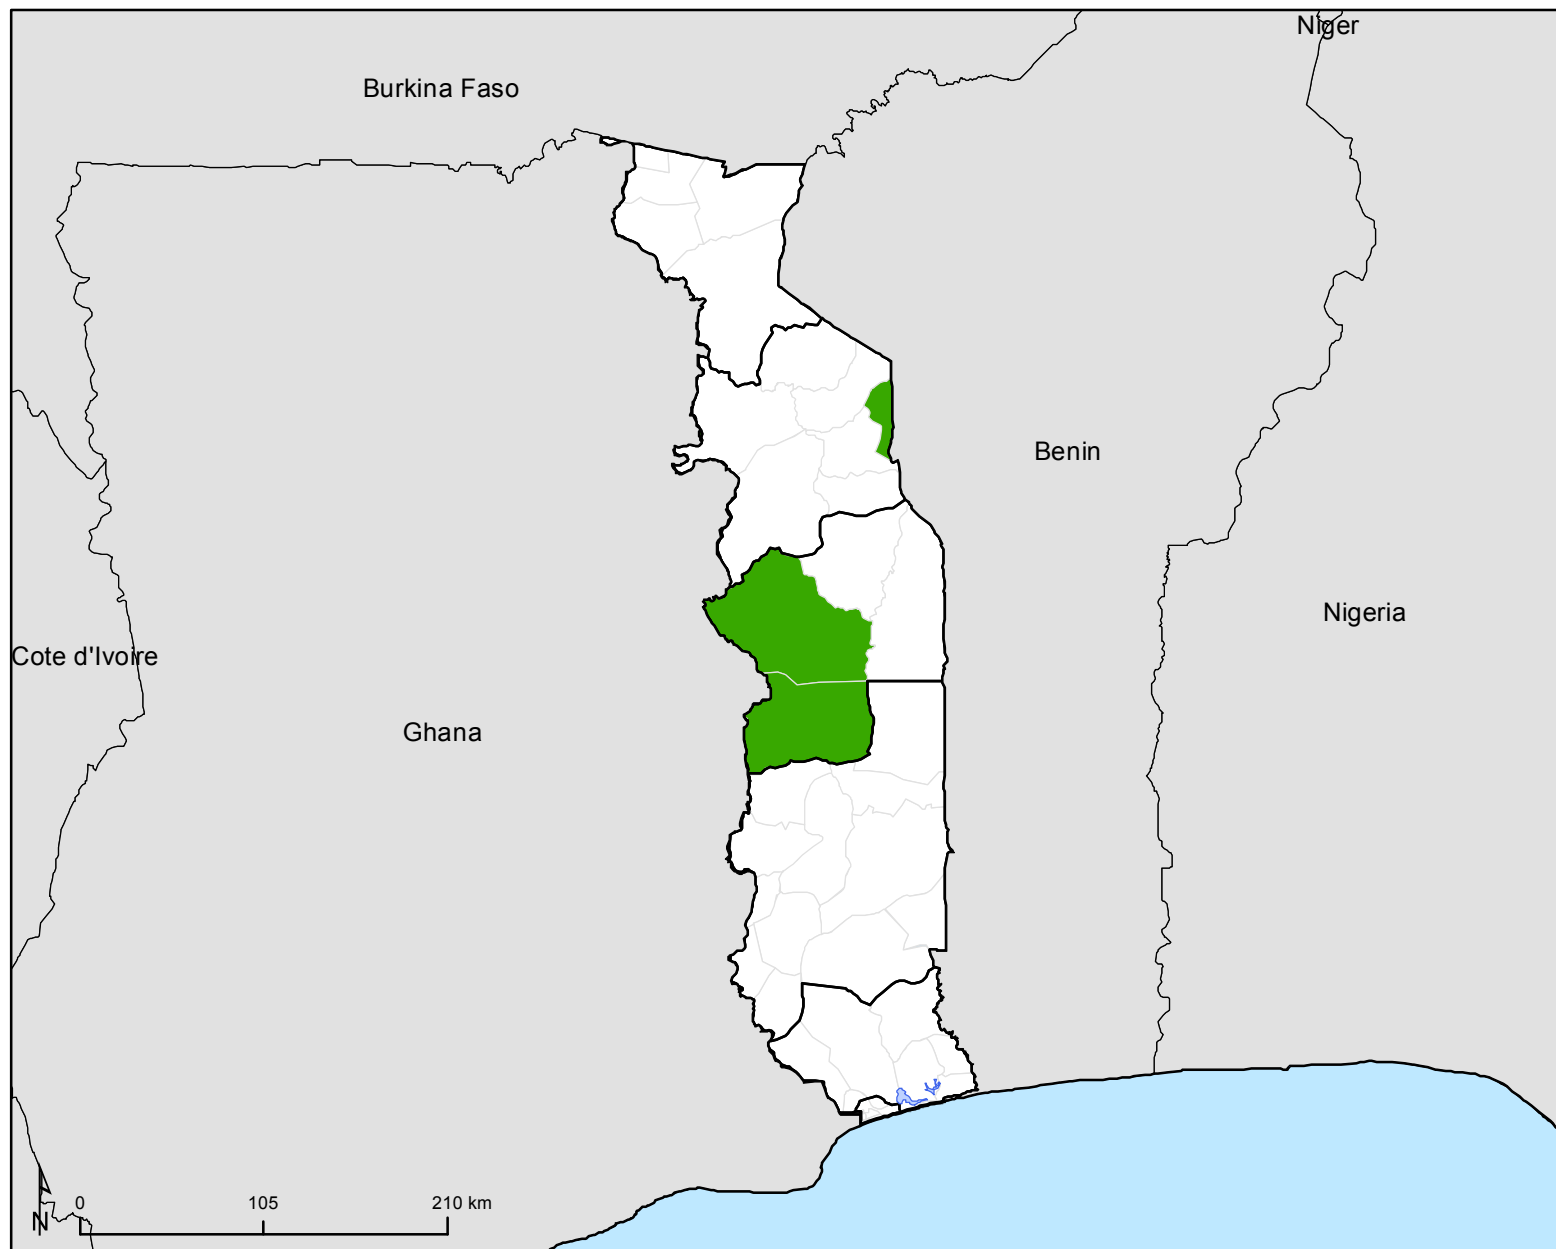 Niger
Burkina Faso
Benin
Nigeria
Cote d'Ivoire
Ghana
0 105 210 km
N